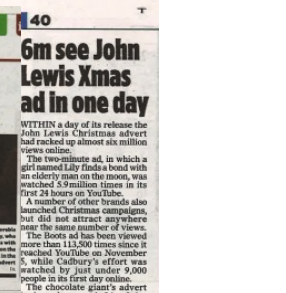 40
6m see John
Lewis Xmas
ad in one day
WITHIN a day of its release the
John Lewis Christmas advert
had racked up almost six million
views online.
The two-minute ad, in which a
girl named Lily finds a bond with
an elderly man on the moon, was
watched 5.9million times in its
first 24 hours on YouTube.
A number of other brands also
launched Christmas campaigns,
but did not attract anywhere
near the same number of views.
The Boots ad has been viewed
more than 113,500 times since it
reached YouTube on November
5, while Cadbury's effort was
watched by just under 9,000
people in its first day online.
The chocolate giant's advert